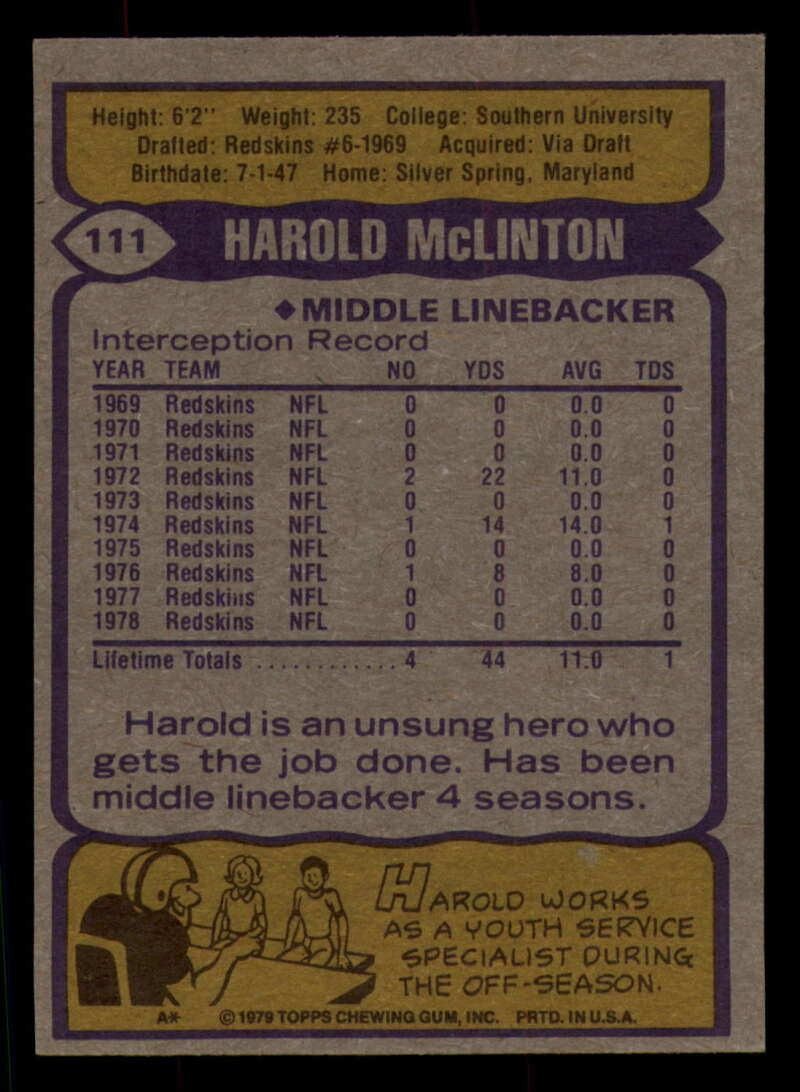 Height: 6'2" Weight: 235 College: Southern University
Drafted: Redskins #6-1969 Acquired: Via Draft
Birthdate: 7-1-47 Home: Silver Spring, Maryland
111 HAROLD McLINTON
◆MIDDLE LINEBACKER
Interception Record
YEAR TEAM NO YDS AVG TDS
1969 Redskins NFL 0 0 0.0 0
1970 Redskins NFL 0 0 0.0 0
1971 Redskins NFL 0 0 0.0 0
1972 Redskins NFL 2 22 11.0 0
1973 Redskins NFL 0 0 0.0 0
1974 Redskins NFL 1 14 14.0 1
1975 Redskins NFL 0 0 0.0 0
1976 Redskins NFL 1 8 8.0 0
1977 Redskins NFL 0 0 0.0 0
1978 Redskins NFL 0 0 0.0 0
Lifetime Totals ............ 4 44 11.0 1
Harold is an unsung hero who
gets the job done. Has been
middle linebacker 4 seasons.
HAROLD WORKS
AS A YOUTH SERVICE
SPECIALIST DURING
THE OFF-SEASON.
A* ©1979 TOPPS CHEWING GUM, INC. PRTD. IN U.S.A.